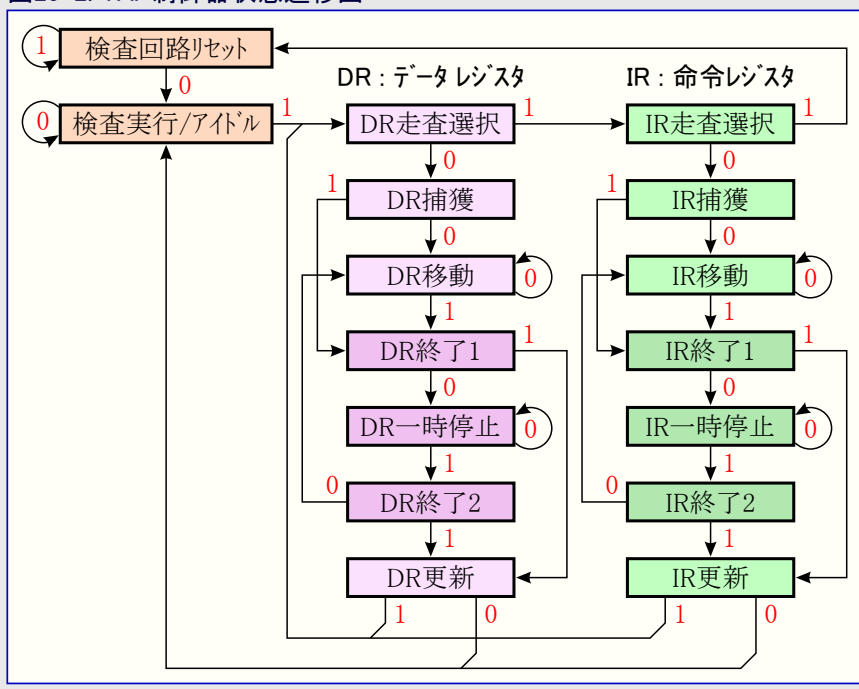 1
検査回路リセット
0
DR : データ レジスタ
IR : 命令レジスタ
0
検査実行/アイドル
1
DR走査選択
1
IR走査選択
1
0
0
1
DR捕獲
1
IR捕獲
0
0
DR移動
0
IR移動
0
1
1
DR終了1
1
IR終了1
1
0
0
DR一時停止
0
IR一時停止
0
1
1
0
DR終了2
0
IR終了2
1
1
DR更新
IR更新
1
0
1
0